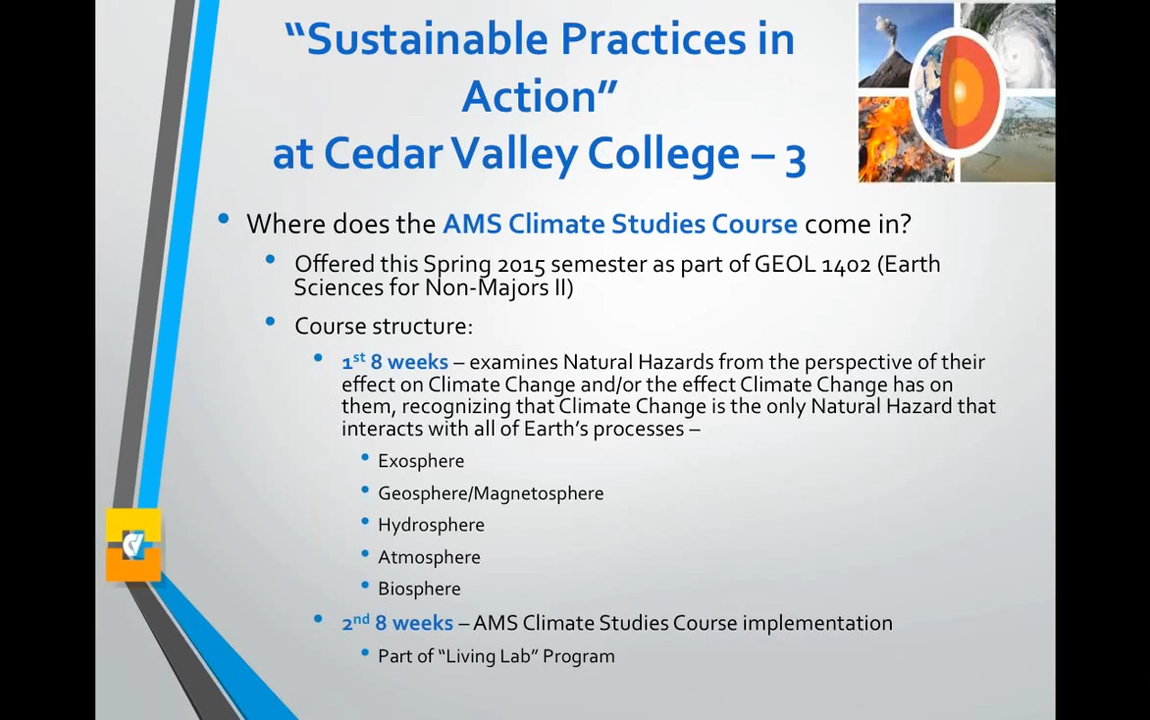 “Sustainable Practices in
Action”
at Cedar Valley College – 3
• Where does the AMS Climate Studies Course come in?
• Offered this Spring 2015 semester as part of GEOL 1402 (Earth
Sciences for Non-Majors II)
• Course structure:
• 1st 8 weeks – examines Natural Hazards from the perspective of their
effect on Climate Change and/or the effect Climate Change has on
them, recognizing that Climate Change is the only Natural Hazard that
interacts with all of Earth’s processes –
• Exosphere
• Geosphere/Magnetosphere
• Hydrosphere
• Atmosphere
• Biosphere
• 2nd 8 weeks – AMS Climate Studies Course implementation
• Part of “Living Lab” Program